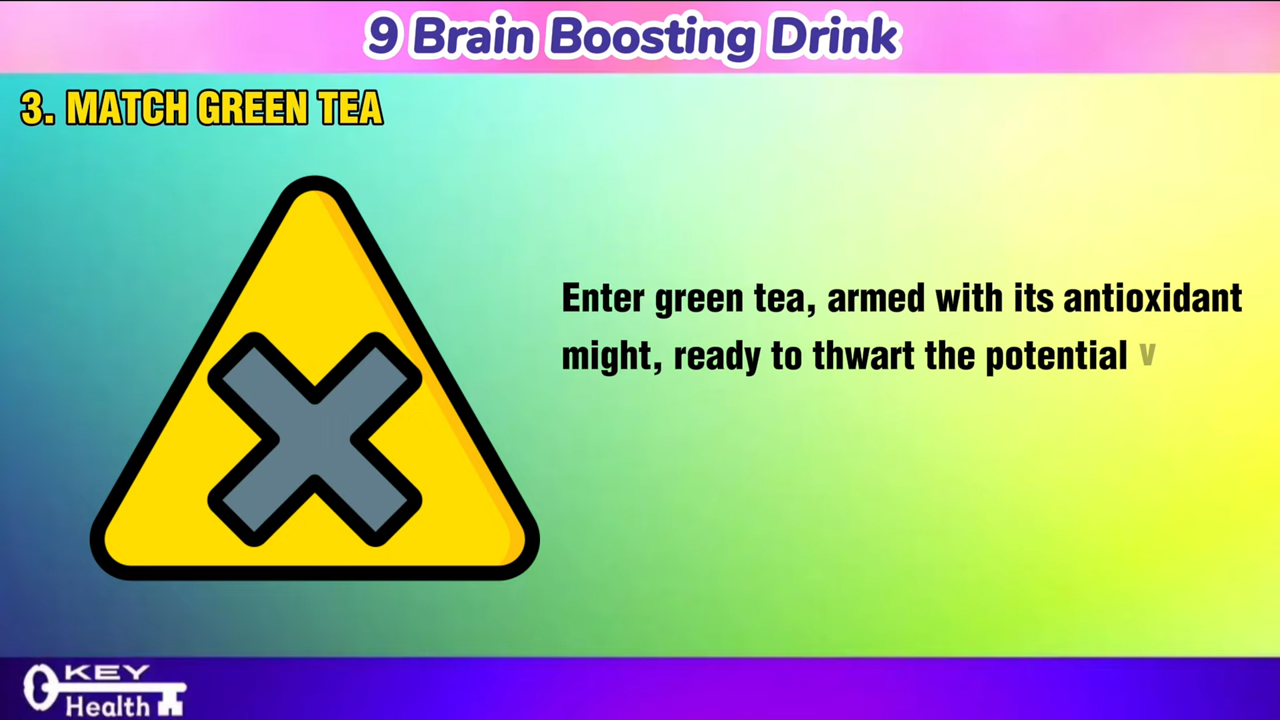 9 Brain Boosting Drink
3. MATCH GREEN TEA
Enter green tea, armed with its antioxidant
might, ready to thwart the potential v
KEY
Health